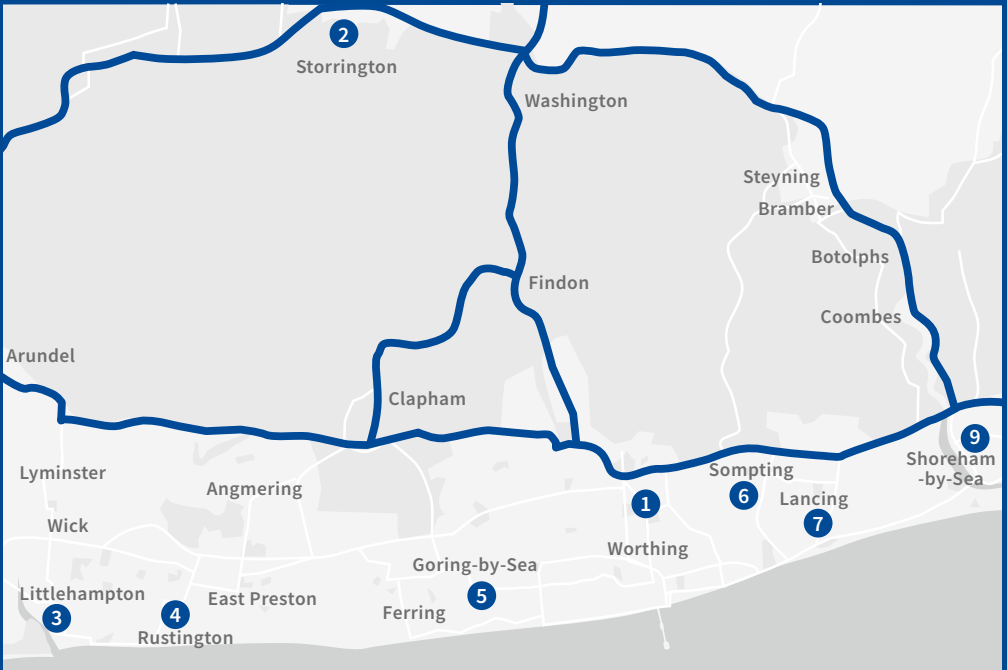 2
Storrington
Washington
Steyning
Bramber
Botolphs
Findon
Coombes
Arundel
Clapham
9
Shoreham
-by-Sea
Lyminster
Sompting
Angmering
6
Lancing
1
7
Wick
Worthing
Goring-by-Sea
Littlehampton
5
East Preston
3
4
Ferring
Rustington